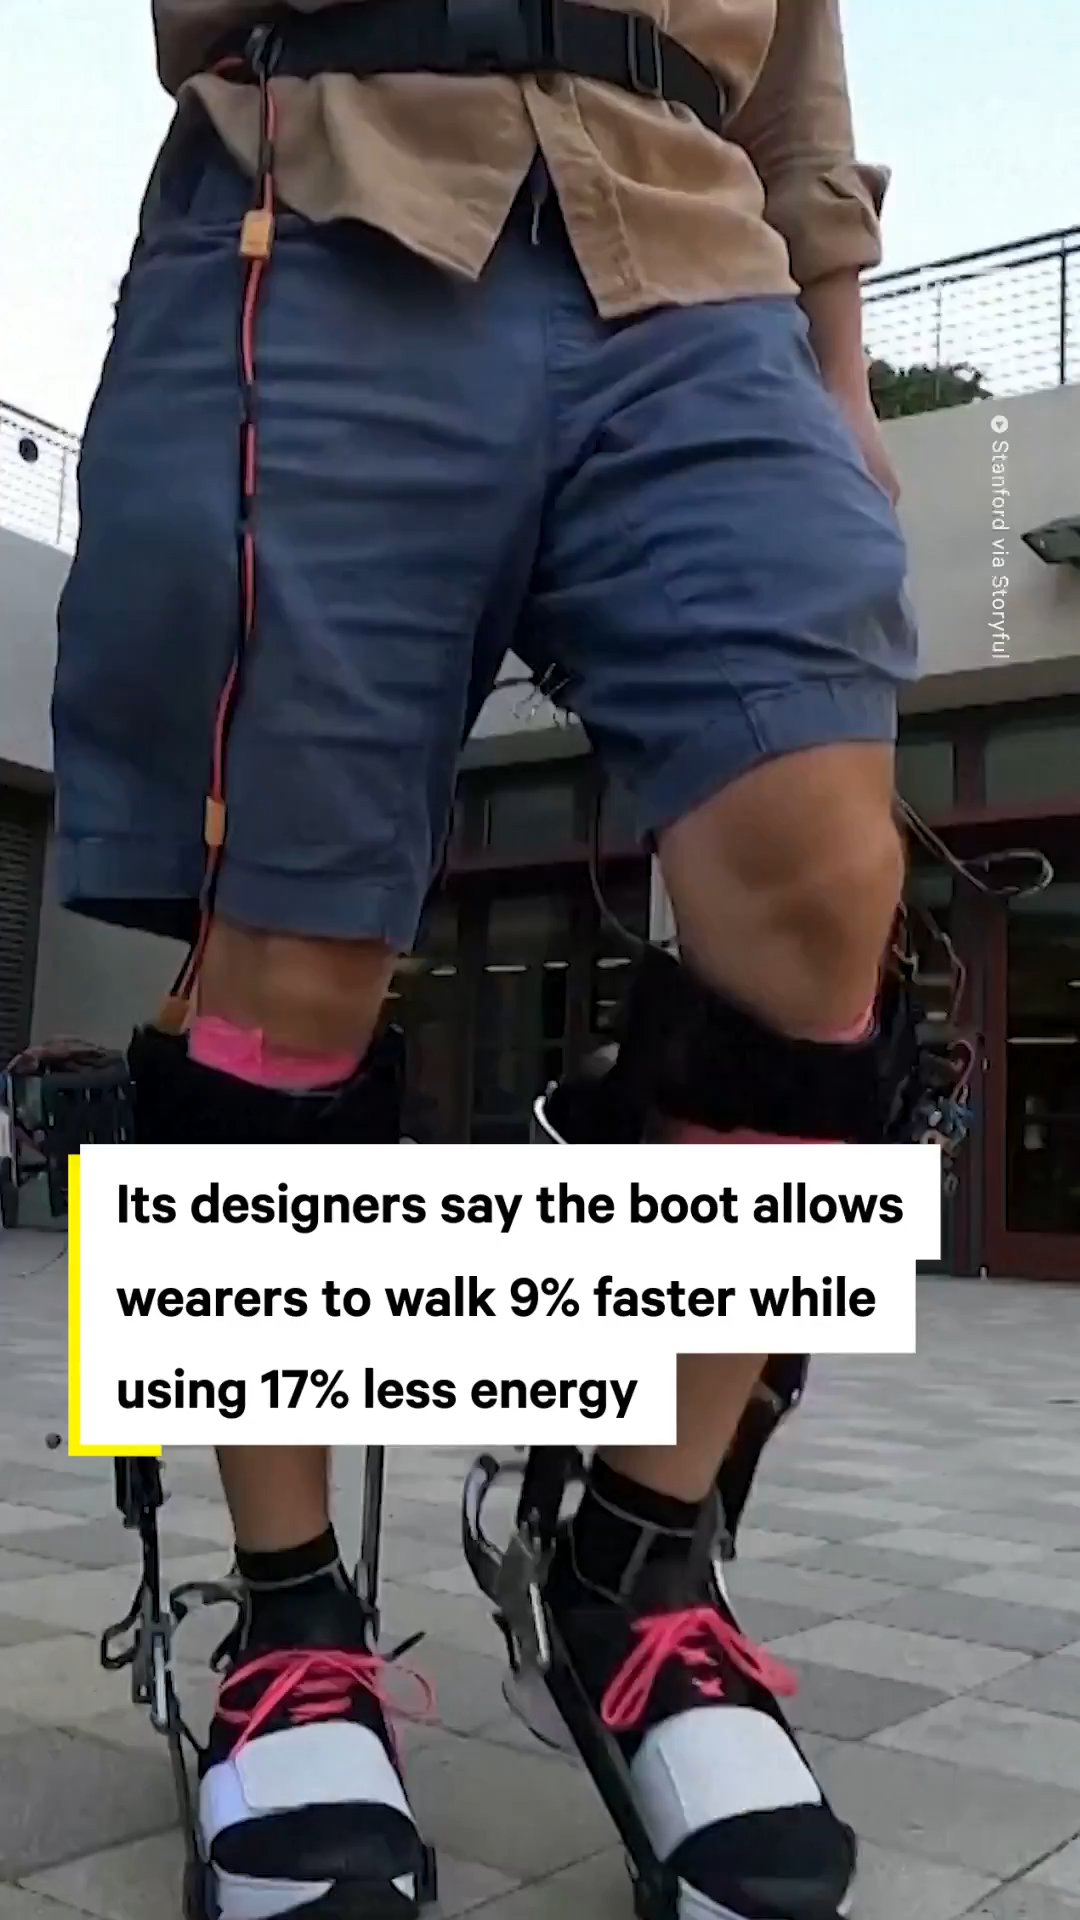 Stanford via Storyful
Its designers say the boot allows
wearers to walk 9% faster while
using 17% less energy